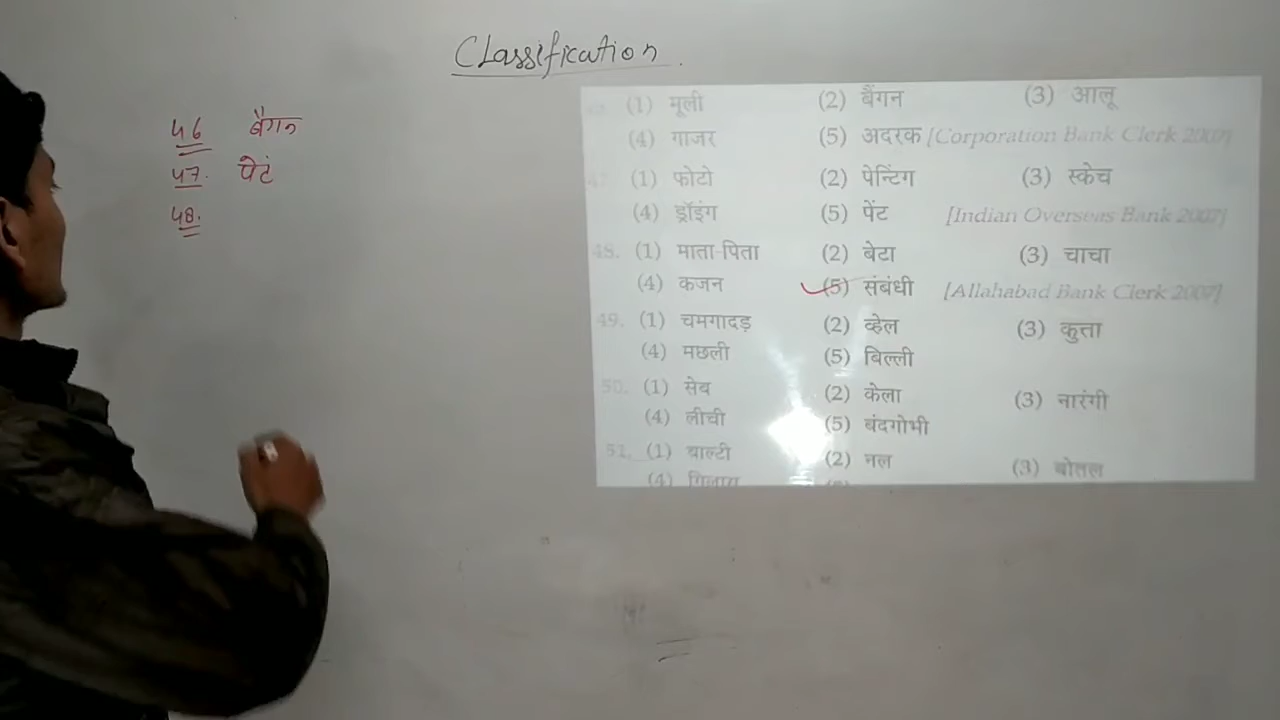 Classification
46 बैगन
47. पेटं
48.
(1) मूली (2) बैंगन (3) आलू
(4) गाजर (5) अदरक [Corporation Bank Clerk 2007]
47. (1) फोटो (2) पेन्टिंग (3) स्केच
(4) ड्रॉइंग (5) पेंट [Indian Overseas Bank 2007]
48. (1) माता-पिता (2) बेटा (3) चाचा
(4) कजन (5) संबंधी [Allahabad Bank Clerk 2007]
49. (1) चमगादड़ (2) व्हेल (3) कुत्ता
(4) मछली (5) बिल्ली
50. (1) सेब (2) केला (3) नारंगी
(4) लीची (5) बंदगोभी
51. (1) बाल्टी (2) नल (3) बोतल
(4) गिलास